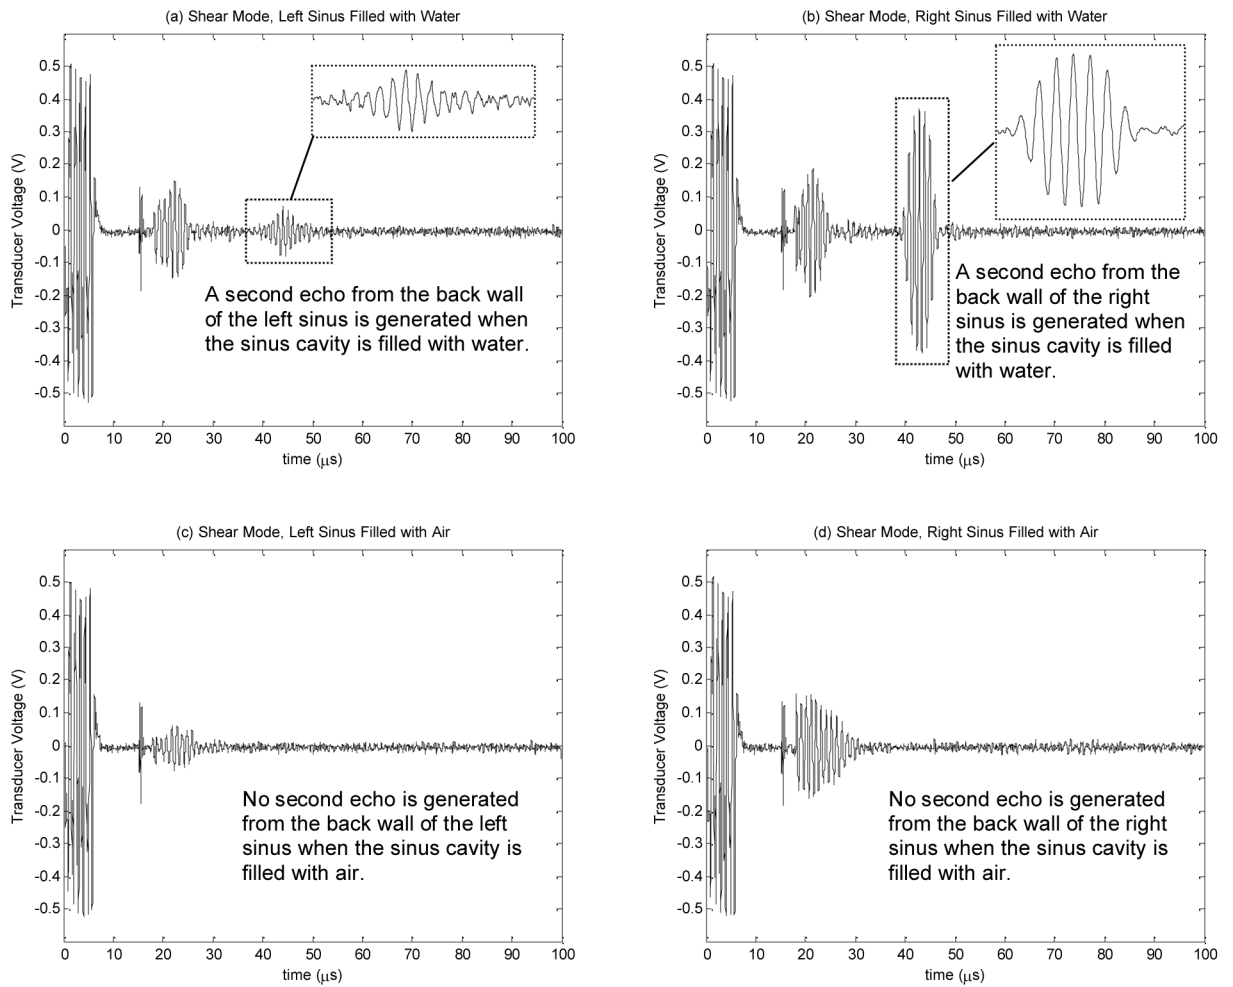 (a) Shear Mode, Left Sinus Filled with Water
0.5
0.4
0.3
0.2
0.1
0
-0.1
-0.2
-0.3
-0.4
-0.5
Transducer Voltage (V)
A second echo from the back wall
of the left sinus is generated when
the sinus cavity is filled with water.
0 10 20 30 40 50 60 70 80 90 100
time (μs)
(b) Shear Mode, Right Sinus Filled with Water
0.5
0.4
0.3
0.2
0.1
0
-0.1
-0.2
-0.3
-0.4
-0.5
Transducer Voltage (V)
A second echo from the
back wall of the right
sinus is generated when
the sinus cavity is filled
with water.
0 10 20 30 40 50 60 70 80 90 100
time (μs)
(c) Shear Mode, Left Sinus Filled with Air
0.5
0.4
0.3
0.2
0.1
0
-0.1
-0.2
-0.3
-0.4
-0.5
Transducer Voltage (V)
No second echo is generated
from the back wall of the left
sinus when the sinus cavity is
filled with air.
0 10 20 30 40 50 60 70 80 90 100
time (μs)
(d) Shear Mode, Right Sinus Filled with Air
0.5
0.4
0.3
0.2
0.1
0
-0.1
-0.2
-0.3
-0.4
-0.5
Transducer Voltage (V)
No second echo is generated
from the back wall of the right
sinus when the sinus cavity is
filled with air.
0 10 20 30 40 50 60 70 80 90 100
time (μs)